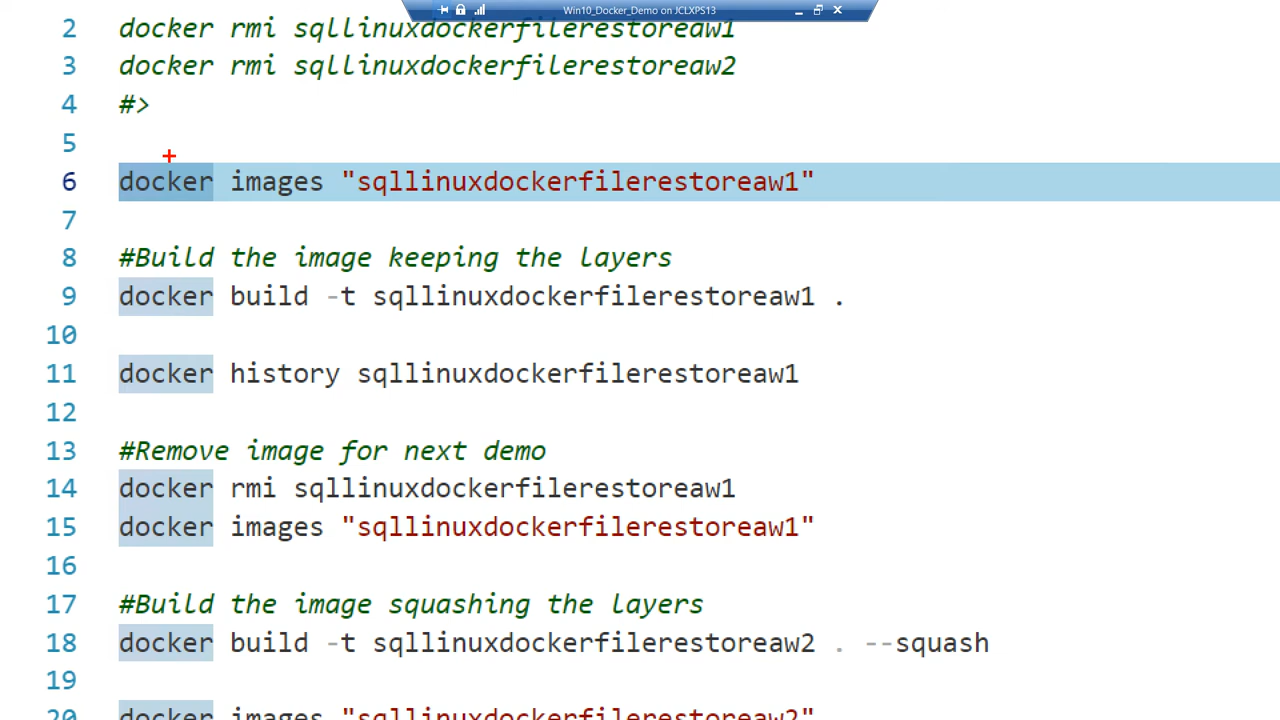 Win10_Docker_Demo on JCLXPS13
2 docker rmi sqllinuxdockerfilerestoreaw1
3 docker rmi sqllinuxdockerfilerestoreaw2
4 #>
5
6 docker images "sqllinuxdockerfilerestoreaw1"
7
8 #Build the image keeping the layers
9 docker build -t sqllinuxdockerfilerestoreaw1 .
10
11 docker history sqllinuxdockerfilerestoreaw1
12
13 #Remove image for next demo
14 docker rmi sqllinuxdockerfilerestoreaw1
15 docker images "sqllinuxdockerfilerestoreaw1"
16
17 #Build the image squashing the layers
18 docker build -t sqllinuxdockerfilerestoreaw2 . --squash
19
20 docker images "sqllinuxdockerfilerestoreaw2"